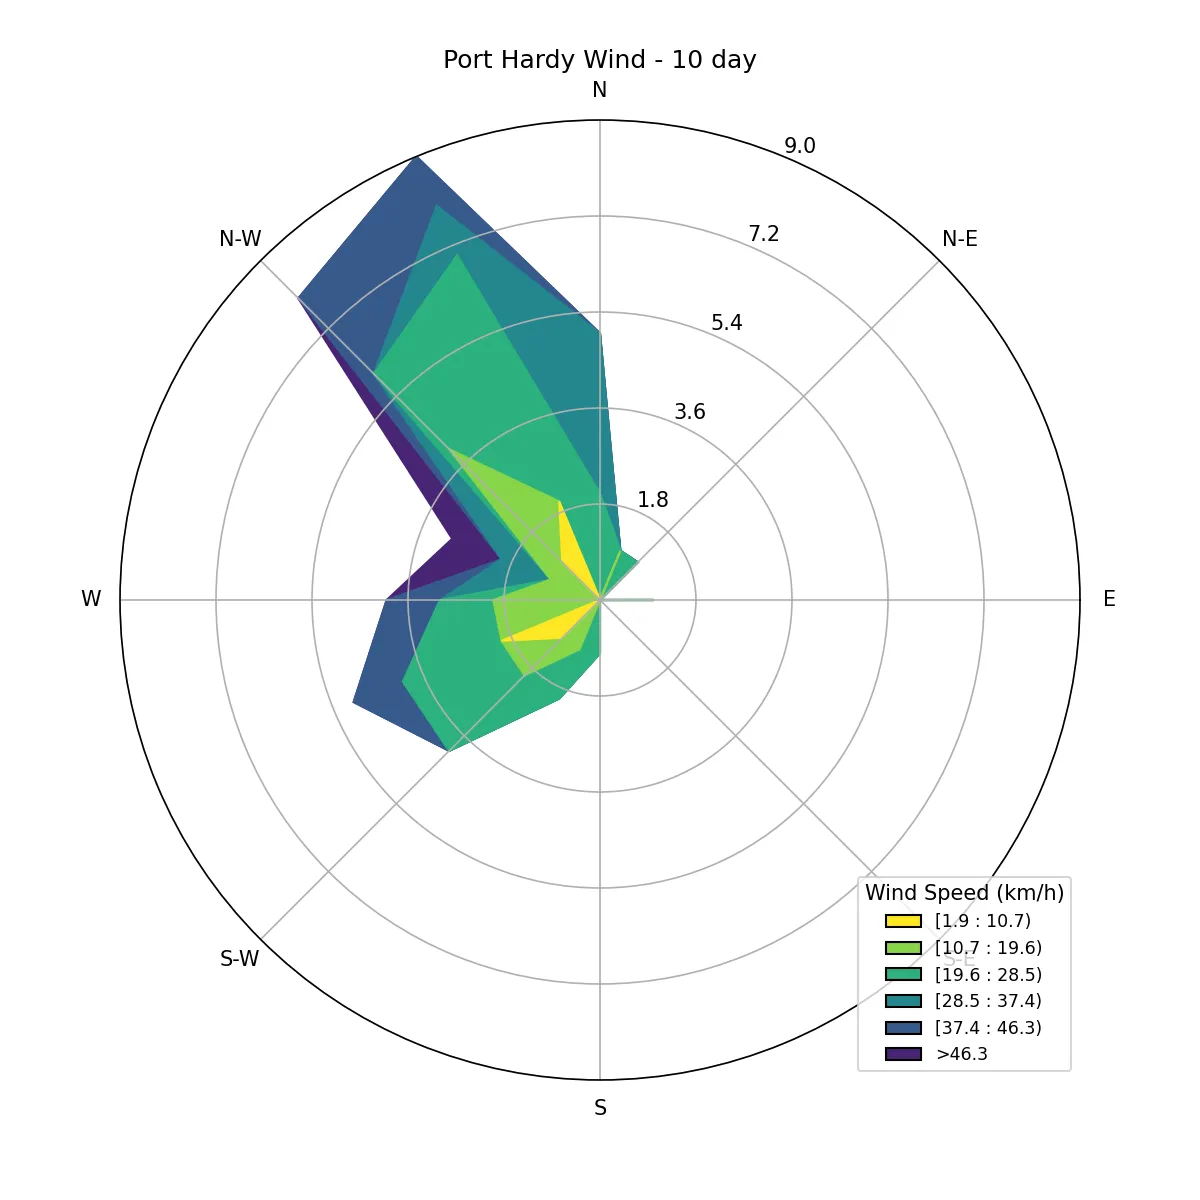 Port Hardy Wind - 10 day
N
9.0
7.2
N-W
N-E
5.4
3.6
1.8
W
E
Wind Speed (km/h)
[1.9 : 10.7)
[10.7 : 19.6)
S-W
S-E
[19.6 : 28.5)
[28.5 : 37.4)
[37.4 : 46.3)
>46.3
S